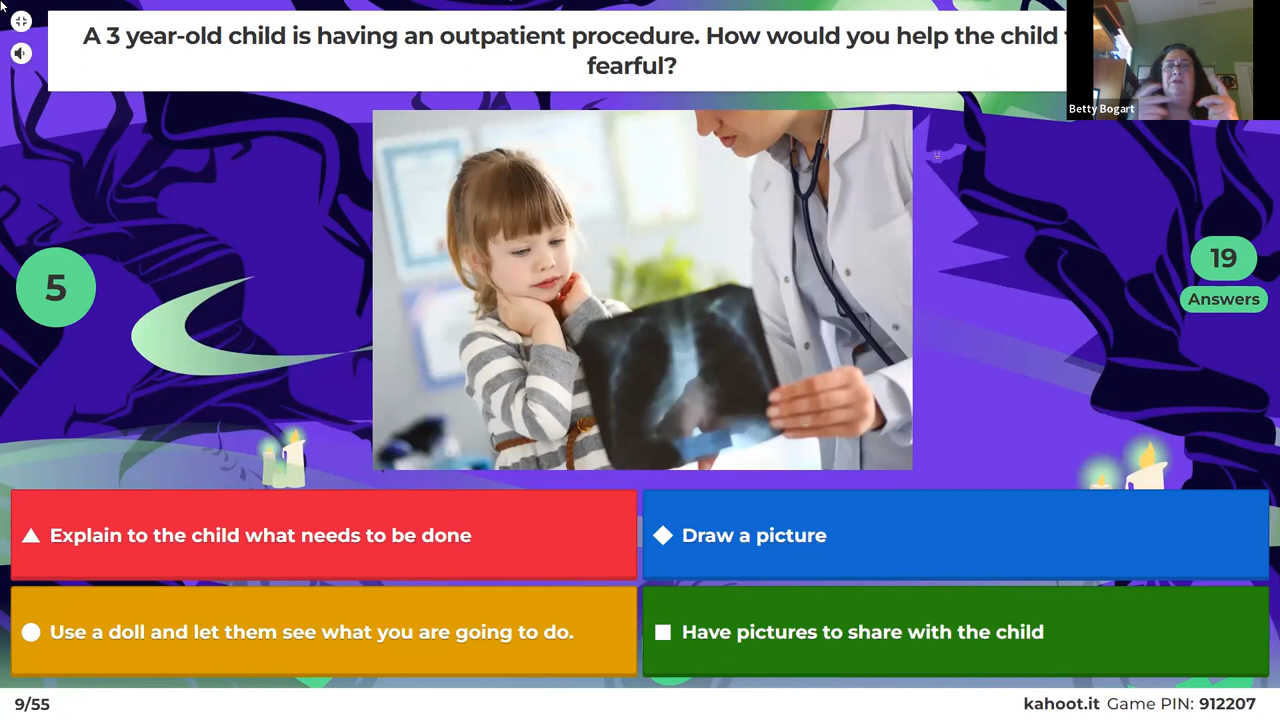 A 3 year-old child is having an outpatient procedure. How would you help the child
fearful?
Betty Bogart
5
19
Answers
Explain to the child what needs to be done
Draw a picture
Use a doll and let them see what you are going to do.
Have pictures to share with the child
9/55
kahoot.it Game PIN: 912207